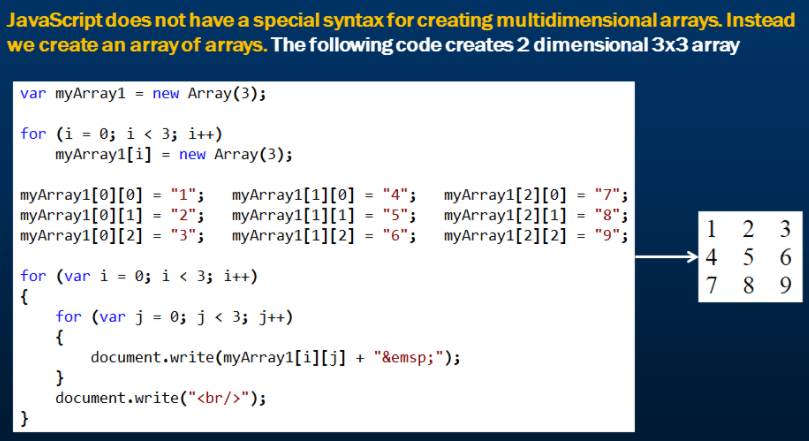 JavaScript does not have a special syntax for creating multidimensional arrays. Instead
we create an array of arrays. The following code creates 2 dimensional 3x3 array
var myArray1 = new Array(3);
for (i = 0; i < 3; i++)
myArray1[i] = new Array(3);
myArray1[0][0] = "1"; myArray1[1][0] = "4"; myArray1[2][0] = "7";
myArray1[0][1] = "2"; myArray1[1][1] = "5"; myArray1[2][1] = "8";
myArray1[0][2] = "3"; myArray1[1][2] = "6"; myArray1[2][2] = "9";
for (var i = 0; i < 3; i++)
{
for (var j = 0; j < 3; j++)
{
document.write(myArray1[i][j] + "&emsp;");
}
document.write("<br/>");
}
1 2 3
4 5 6
7 8 9